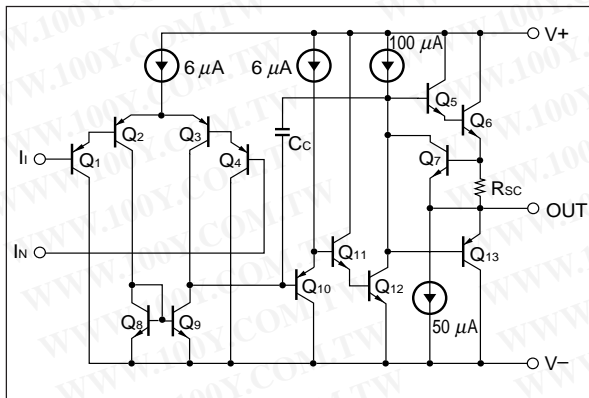 V+
6 μA
6 μA
100 μA
Q5
Q6
Q2
Q3
CC
Q7
II
Q1
Q4
RSC
OUT
IN
Q11
Q13
Q10
Q12
Q8
Q9
50 μA
V−
WWW.100Y.COM.TW